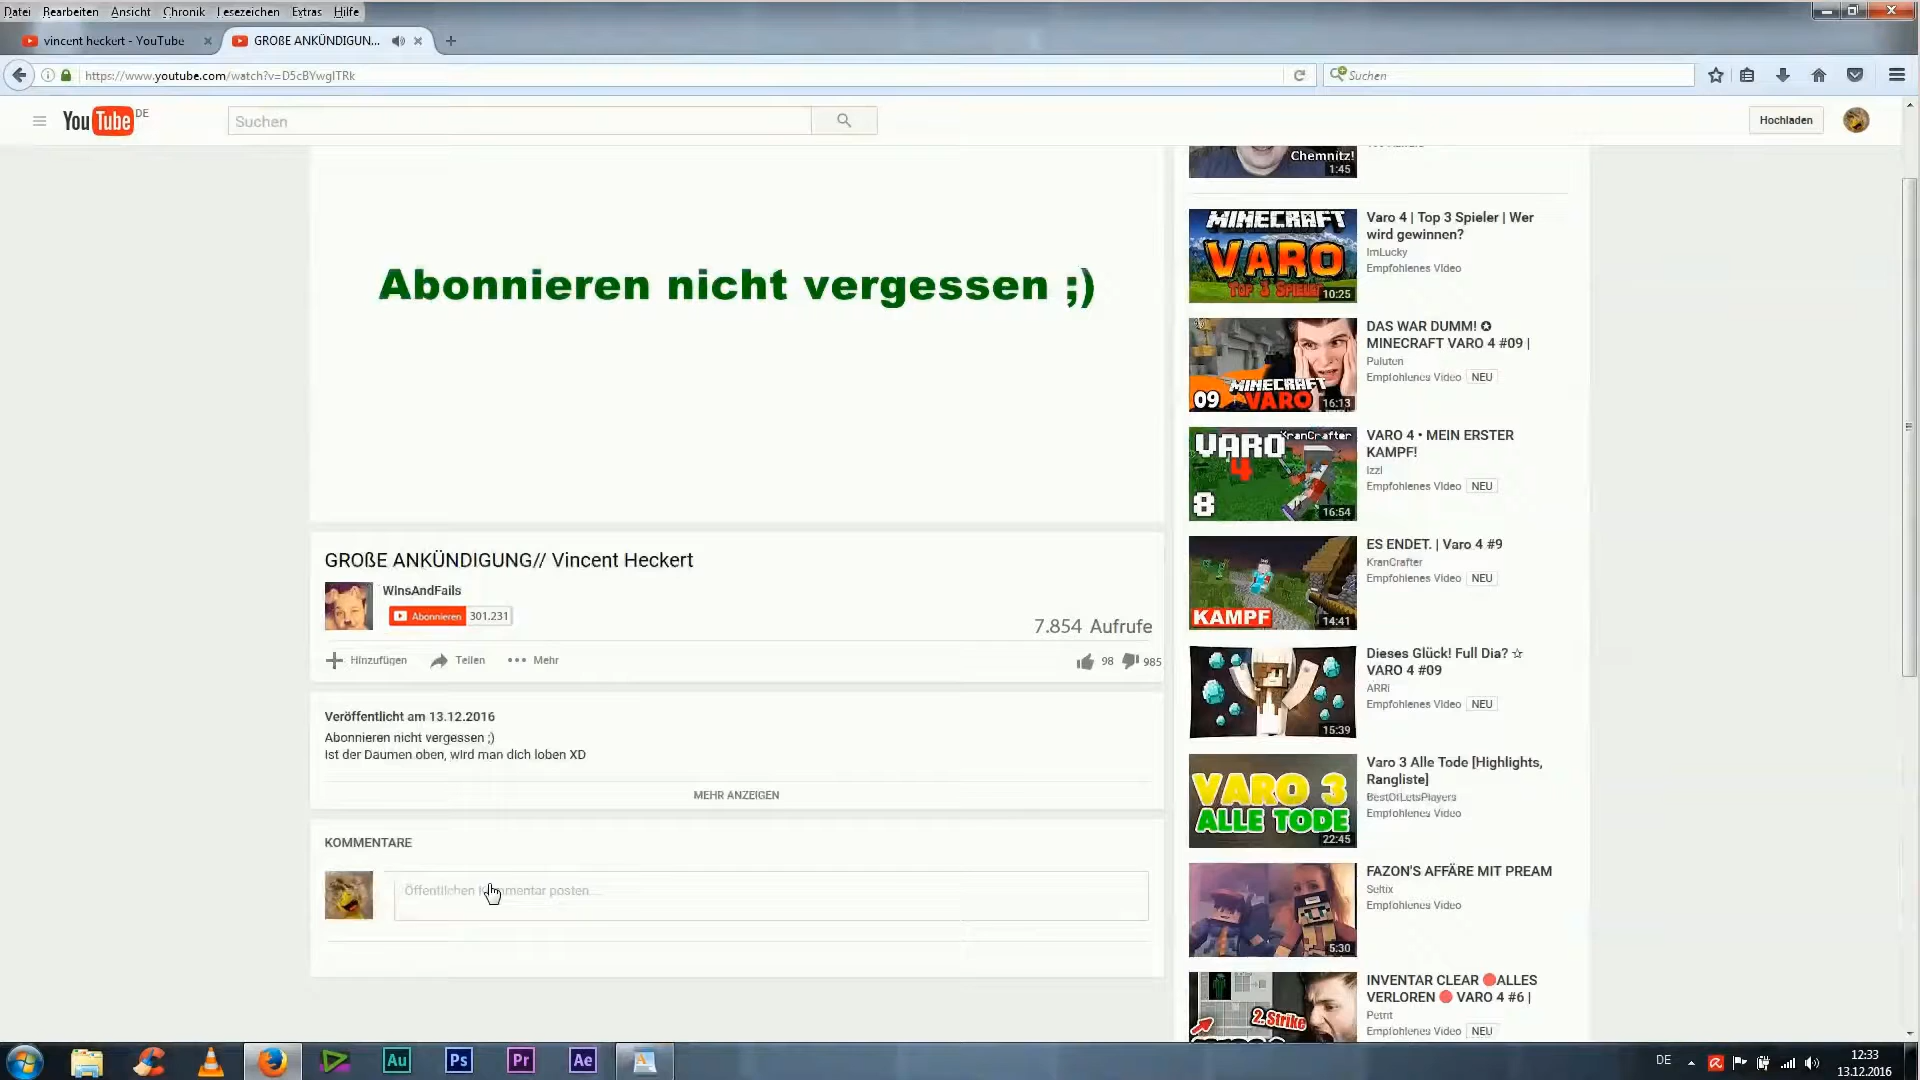 Datei Bearbeiten Ansicht Chronik Lesezeichen Extras Hilfe
vincent heckert - YouTube
GROßE ANKÜNDIGUN...
https://www.youtube.com/watch?v=D5cBYwgITRk
Suchen
YouTube DE
Suchen
Hochladen
Abonnieren nicht vergessen ;)
GROßE ANKÜNDIGUNG// Vincent Heckert
WinsAndFails
Abonnieren 301.231
7.854 Aufrufe
Hinzufügen Teilen Mehr
98 985
Veröffentlicht am 13.12.2016
Abonnieren nicht vergessen ;)
Ist der Daumen oben, wird man dich loben XD
MEHR ANZEIGEN
KOMMENTARE
Öffentlichen Kommentar posten...
Chemnitz!
1:45
MINECRAFT
VARO
TOP 3 SPIELER
10:25
Varo 4 | Top 3 Spieler | Wer
wird gewinnen?
ImLucky
Empfohlenes Video
09
MINECRAFT
VARO
16:13
DAS WAR DUMM! ✪
MINECRAFT VARO 4 #09 |
Paluten
Empfohlenes Video NEU
VARO
4
KranCrafter
8
16:54
VARO 4 • MEIN ERSTER
KAMPF!
Izzi
Empfohlenes Video NEU
KAMPF
14:41
ES ENDET. | Varo 4 #9
KranCrafter
Empfohlenes Video NEU
15:39
Dieses Glück! Full Dia? ☆
VARO 4 #09
ARRi
Empfohlenes Video NEU
VARO 3
ALLE TODE
22:45
Varo 3 Alle Tode [Highlights,
Rangliste]
BestOfLetsPlayers
Empfohlenes Video
5:30
FAZON'S AFFÄRE MIT PREAM
Seltix
Empfohlenes Video
2. Strike
INVENTAR CLEAR 🔴ALLES
VERLOREN 🔴 VARO 4 #6 |
Petrit
Empfohlenes Video NEU
Au Ps Pr Ae
DE
12:33
13.12.2016